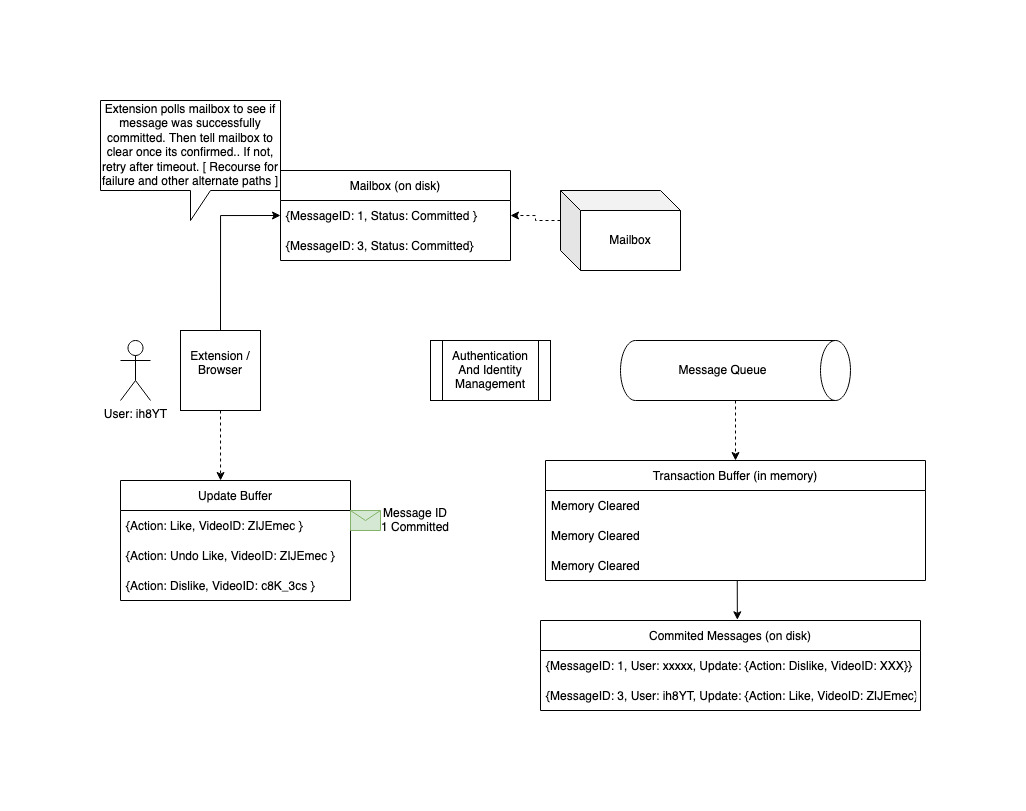 Extension polls mailbox to see if
message was successfully
committed. Then tell mailbox to
clear once its confirmed.. If not,
retry after timeout. [ Recourse for
failure and other alternate paths ]
Mailbox (on disk)
{MessageID: 1, Status: Committed }
{MessageID: 3, Status: Committed}
Mailbox
Extension /
Browser
User: ih8YT
Authentication
And Identity
Management
Message Queue
Update Buffer
{Action: Like, VideoID: ZIJEmec }
{Action: Undo Like, VideoID: ZIJEmec }
{Action: Dislike, VideoID: c8K_3cs }
Message ID
1 Committed
Transaction Buffer (in memory)
Memory Cleared
Memory Cleared
Memory Cleared
Commited Messages (on disk)
{MessageID: 1, User: xxxxx, Update: {Action: Dislike, VideoID: XXX}}
{MessageID: 3, User: ih8YT, Update: {Action: Like, VideoID: ZIJEmec}